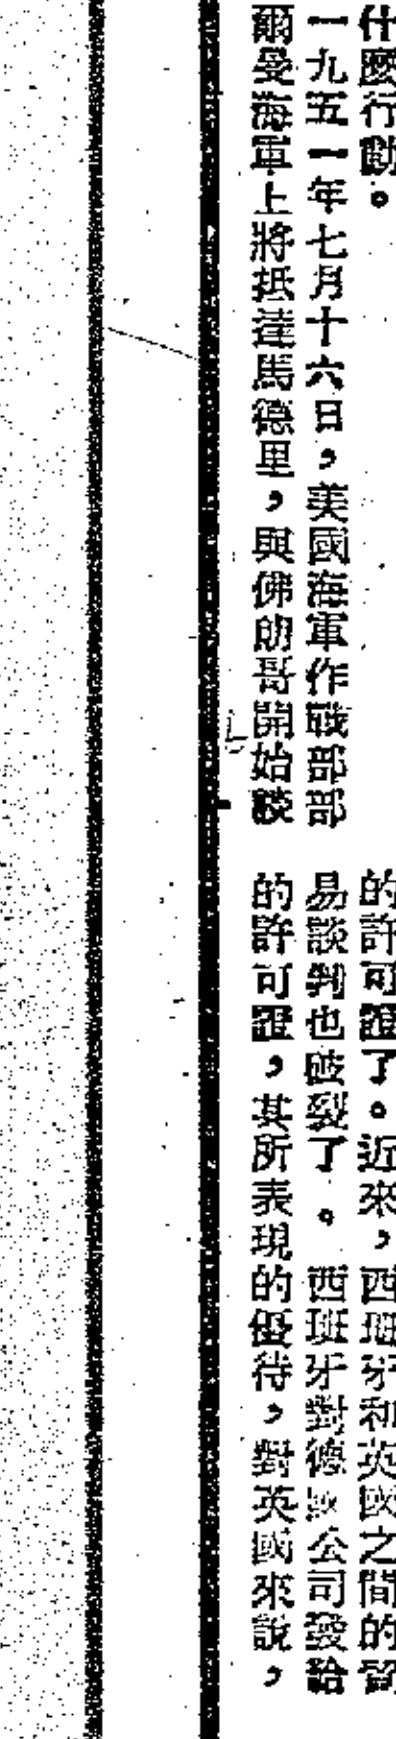 什麼行動。
一九五一年七月十六日，美國海軍作戰部部
爾曼海軍上將抵達馬德里，與佛朗哥開始談
的許可證了。近來，西班牙和英國之間的貿
易談判也破裂了。西班牙對德國公司發給
的許可證，其所表現的優待，對英國來說，